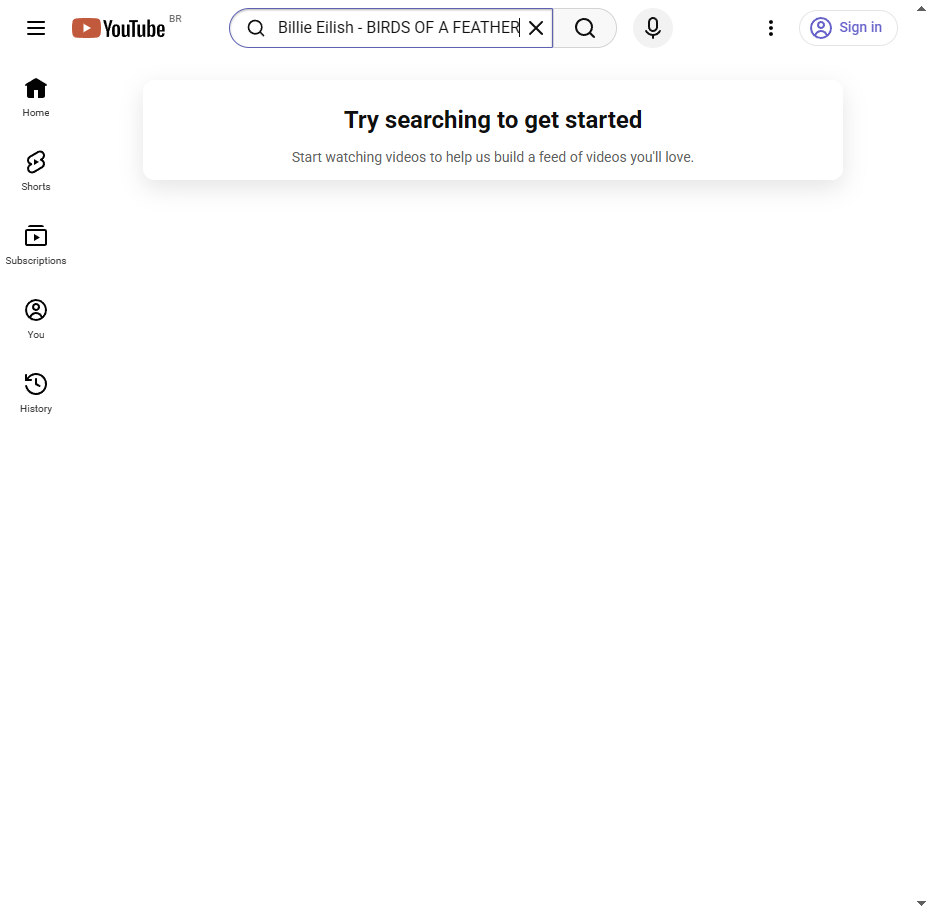 YouTube BR
Billie Eilish - BIRDS OF A FEATHER
Sign in
Home
Shorts
Subscriptions
You
History
Try searching to get started
Start watching videos to help us build a feed of videos you'll love.